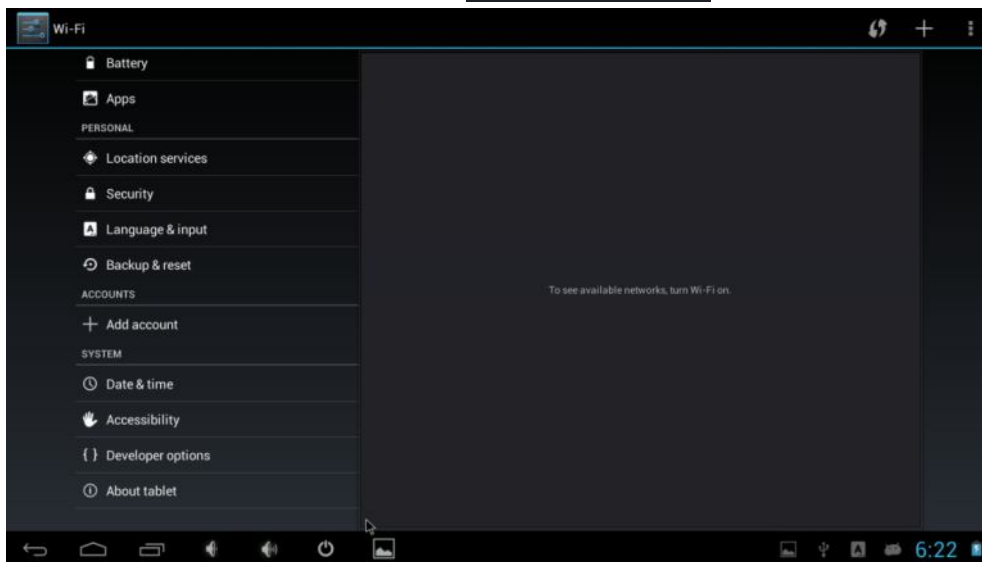 Wi-Fi
Battery
Apps
PERSONAL
Location services
Security
Language & input
Backup & reset
ACCOUNTS
Add account
SYSTEM
Date & time
Accessibility
{ } Developer options
About tablet
To see available networks, turn Wi-Fi on.
6:22